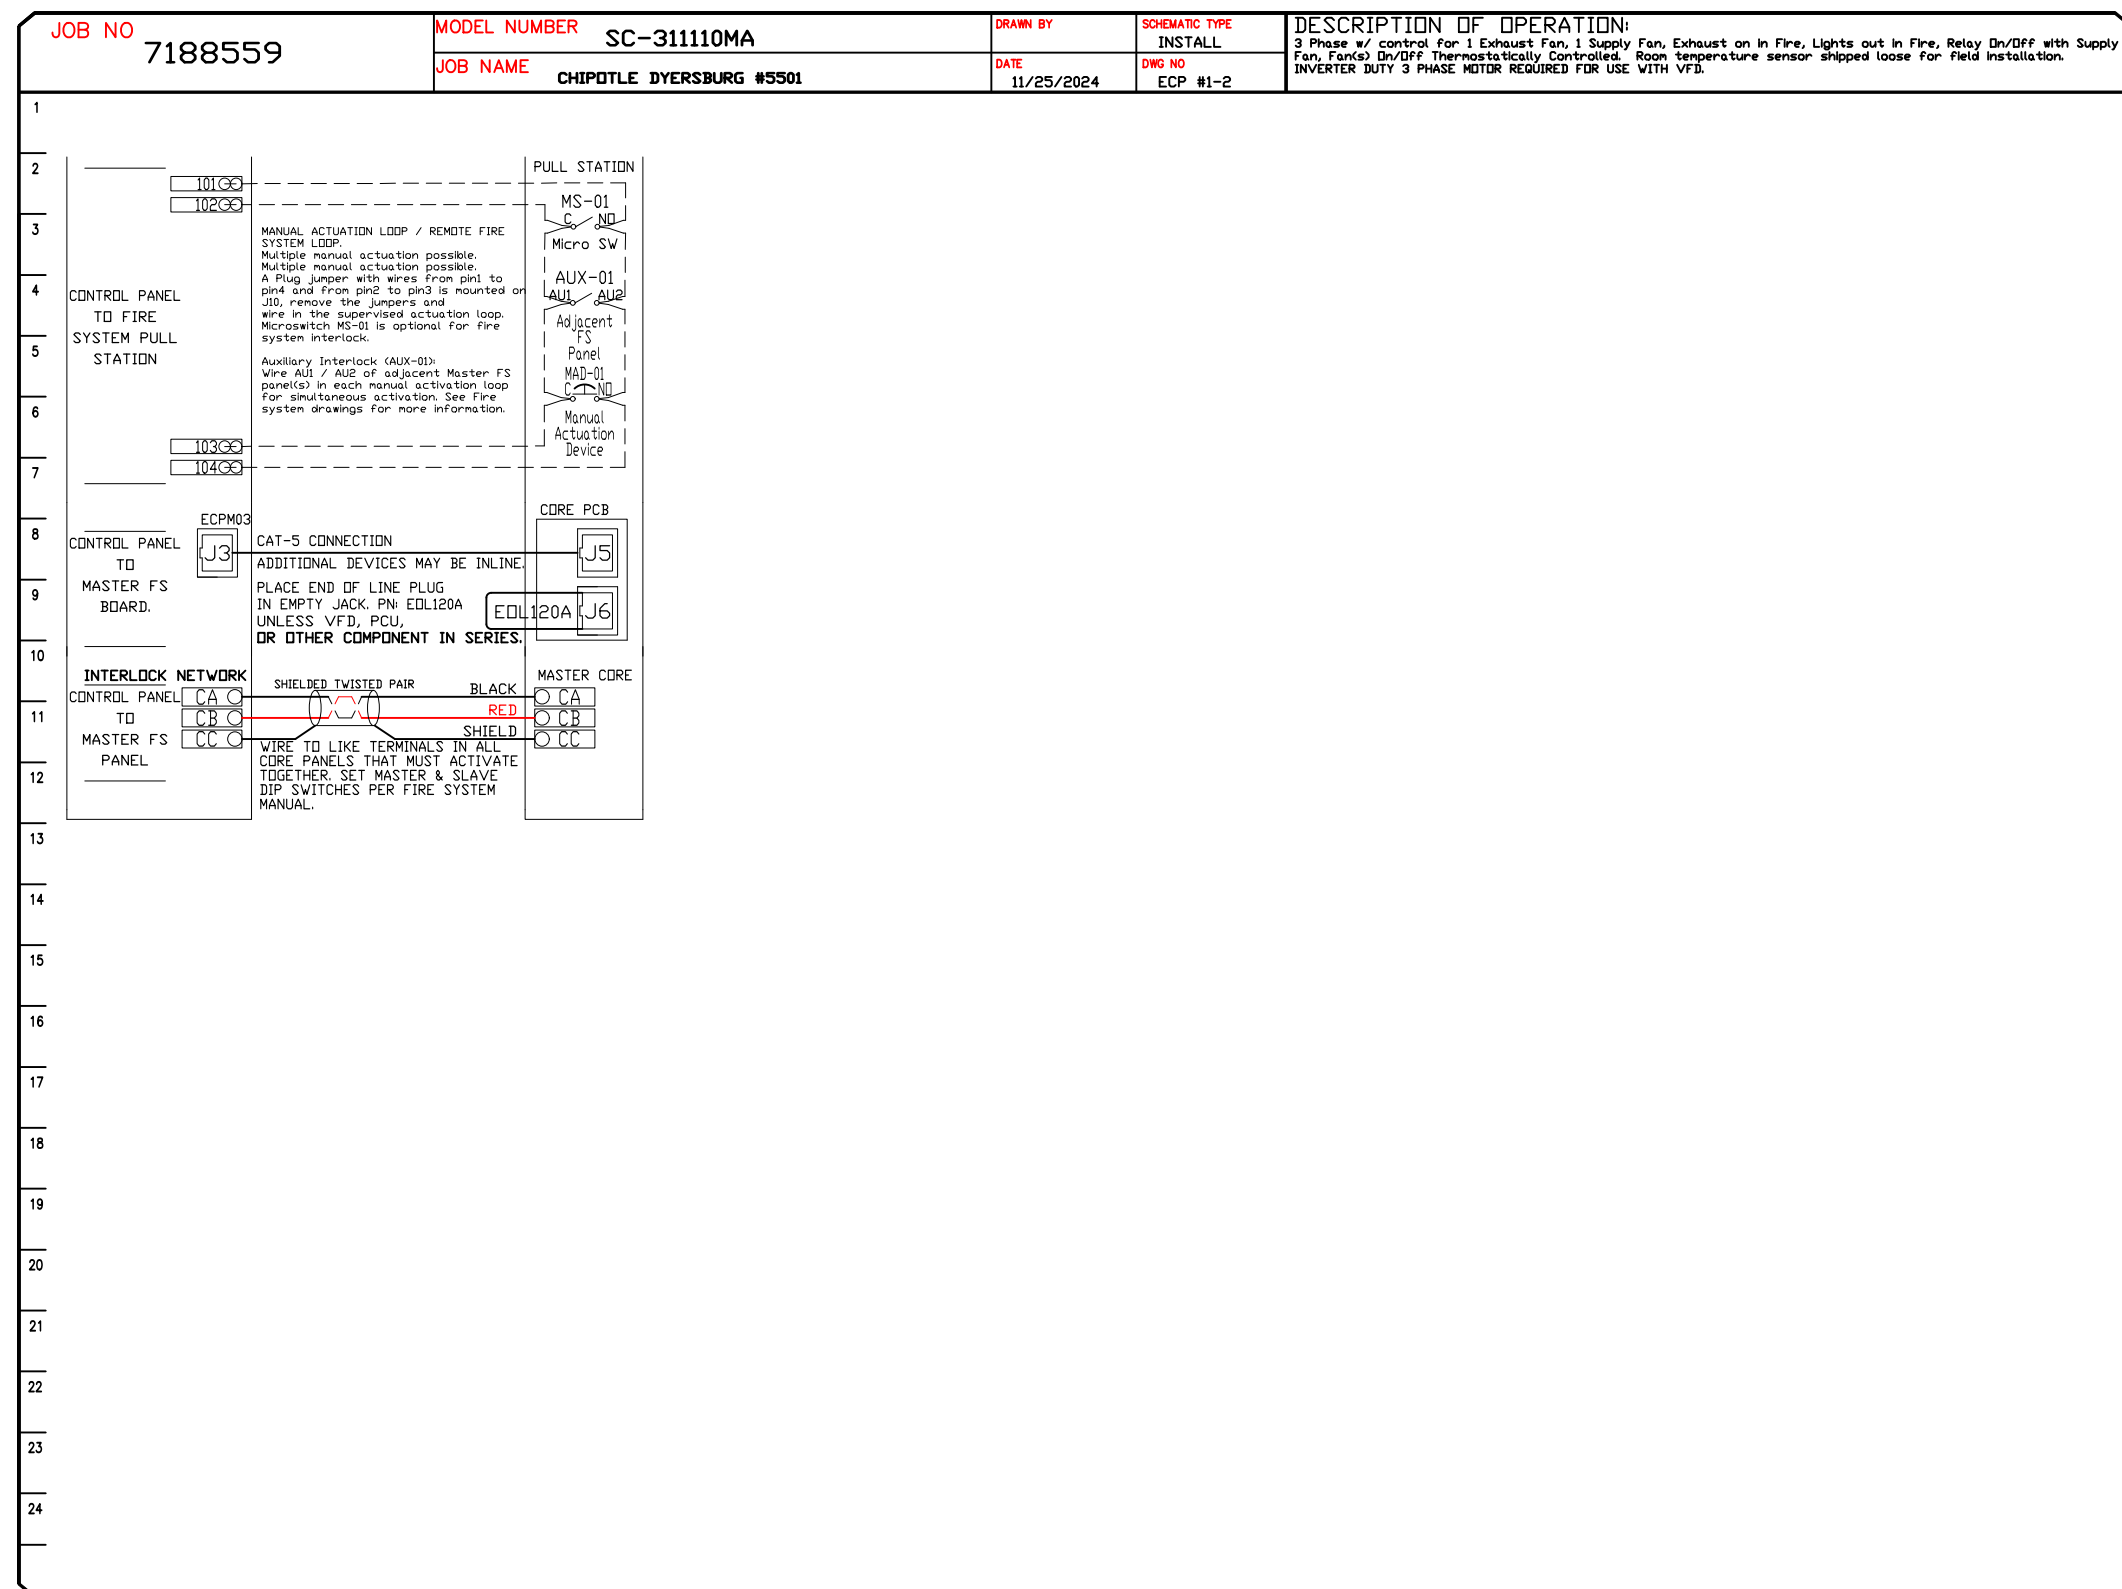 JOB NO
7188559
MODEL NUMBER
SC-311110MA
JOB NAME
CHIPOTLE DYERSBURG #5501
DRAWN BY
SCHEMATIC TYPE
INSTALL
DATE
11/25/2024
DWG NO
ECP #1-2
DESCRIPTION OF OPERATION:
3 Phase w/ control for 1 Exhaust Fan, 1 Supply Fan, Exhaust on in Fire, Lights out in Fire, Relay On/Off with Supply
Fan, Fan(s) On/Off Thermostatically Controlled. Room temperature sensor shipped loose for field installation.
INVERTER DUTY 3 PHASE MOTOR REQUIRED FOR USE WITH VFD.
1
2
3
4
5
6
7
8
9
10
11
12
13
14
15
16
17
18
19
20
21
22
23
24
CONTROL PANEL
TO FIRE
SYSTEM PULL
STATION
101
102
103
104
MANUAL ACTUATION LOOP / REMOTE FIRE
SYSTEM LOOP.
Multiple manual actuation possible.
Multiple manual actuation possible.
A Plug jumper with wires from pin1 to
pin4 and from pin2 to pin3 is mounted on
J10, remove the jumpers and
wire in the supervised actuation loop.
Microswitch MS-01 is optional for fire
system interlock.
Auxiliary Interlock (AUX-01):
Wire AU1 / AU2 of adjacent Master FS
panel(s) in each manual activation loop
for simultaneous activation. See Fire
system drawings for more information.
PULL STATION
MS-01
C NO
Micro SW
AUX-01
AU1 AU2
Adjacent
FS
Panel
MAD-01
C NO
Manual
Actuation
Device
CONTROL PANEL
TO
MASTER FS
BOARD.
ECPM03
J3
CAT-5 CONNECTION
ADDITIONAL DEVICES MAY BE INLINE.
PLACE END OF LINE PLUG
IN EMPTY JACK. PN: EOL120A
UNLESS VFD, PCU,
OR OTHER COMPONENT IN SERIES.
CORE PCB
J5
EOL120A
J6
INTERLOCK NETWORK
CONTROL PANEL
TO
MASTER FS
PANEL
CA
CB
CC
SHIELDED TWISTED PAIR
BLACK
RED
SHIELD
MASTER CORE
CA
CB
CC
WIRE TO LIKE TERMINALS IN ALL
CORE PANELS THAT MUST ACTIVATE
TOGETHER. SET MASTER & SLAVE
DIP SWITCHES PER FIRE SYSTEM
MANUAL.